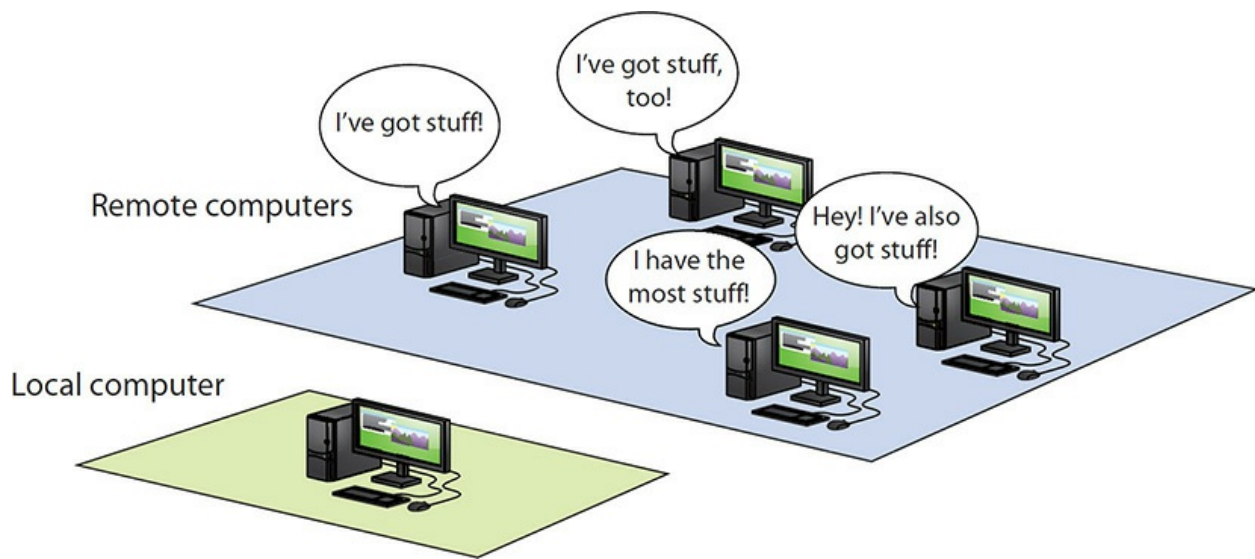 I've got stuff,
too!
I've got stuff!
Remote computers
Hey! I've also
got stuff!
I have the
most stuff!
Local computer